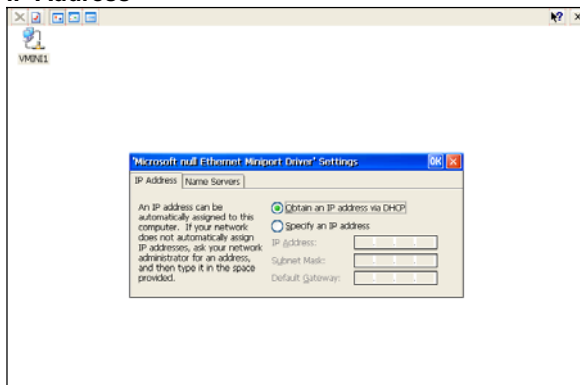 IP Address
VMINI1
'Microsoft null Ethernet Miniport Driver' Settings
OK
IP Address
Name Servers
An IP address can be
automatically assigned to this
computer. If your network
does not automatically assign
IP addresses, ask your network
administrator for an address,
and then type it in the space
provided.
Obtain an IP address via DHCP
Specify an IP address
IP Address:
Subnet Mask:
Default Gateway: